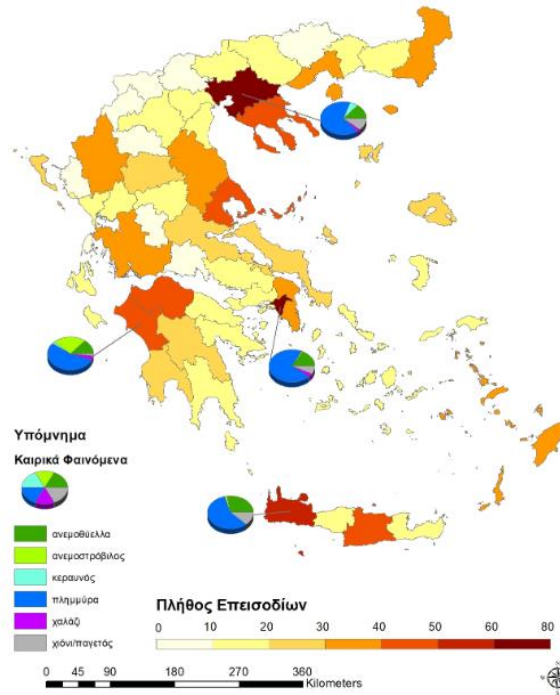 Υπόμνημα
Καιρικά Φαινόμενα
ανεμοθύελλα
ανεμοστρόβιλος
κεραυνός
πλημμύρα
χαλάζι
χιόνι/παγετός
Πλήθος Επεισοδίων
0 10 20 30 40 50 60 80
0 45 90 180 270 360
Kilometers